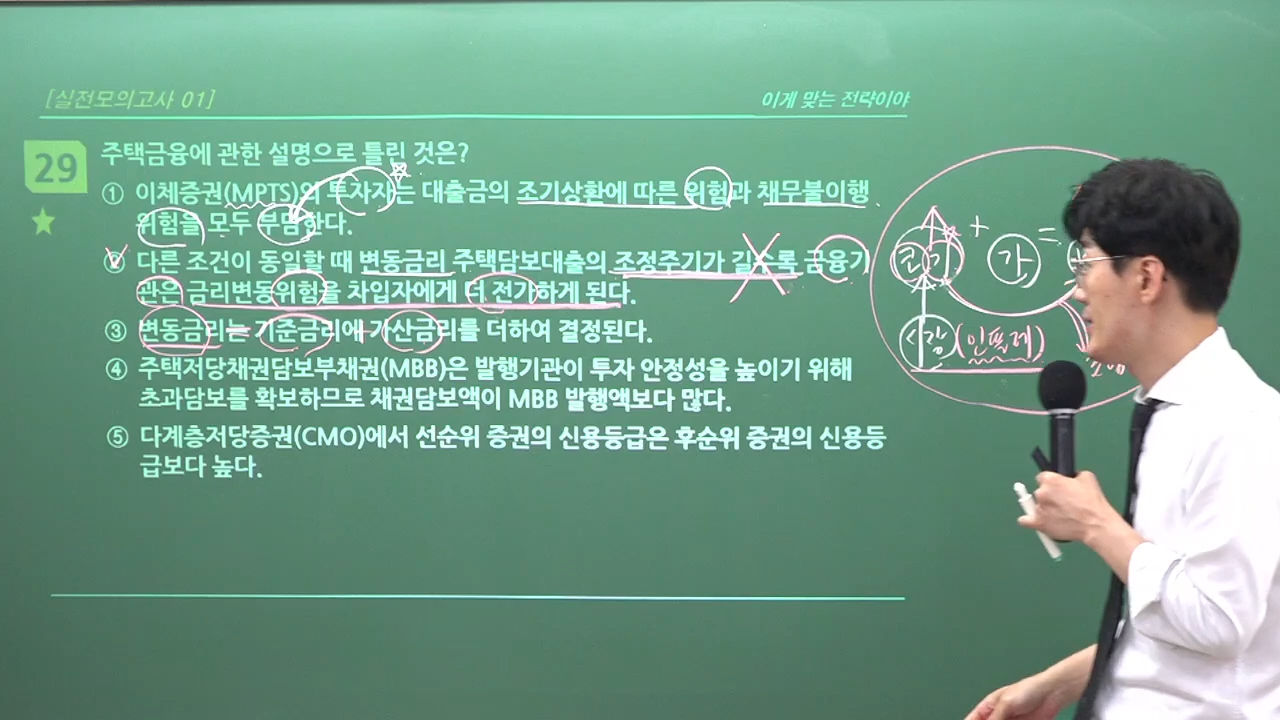 [실전모의고사 01]
이게 맞는 전략이야
29
주택금융에 관한 설명으로 틀린 것은?
① 이체증권(MPTS)의 투자자는 대출금의 조기상환에 따른 위험과 채무불이행
위험을 모두 부담한다.
② 다른 조건이 동일할 때 변동금리 주택담보대출의 조정주기가 길수록 금융기
관은 금리변동위험을 차입자에게 더 전가하게 된다.
③ 변동금리는 기준금리에 가산금리를 더하여 결정된다.
④ 주택저당채권담보부채권(MBB)은 발행기관이 투자 안정성을 높이기 위해
초과담보를 확보하므로 채권담보액이 MBB 발행액보다 많다.
⑤ 다계층저당증권(CMO)에서 선순위 증권의 신용등급은 후순위 증권의 신용등
급보다 높다.
기 + 가 =
시장 (인플레)